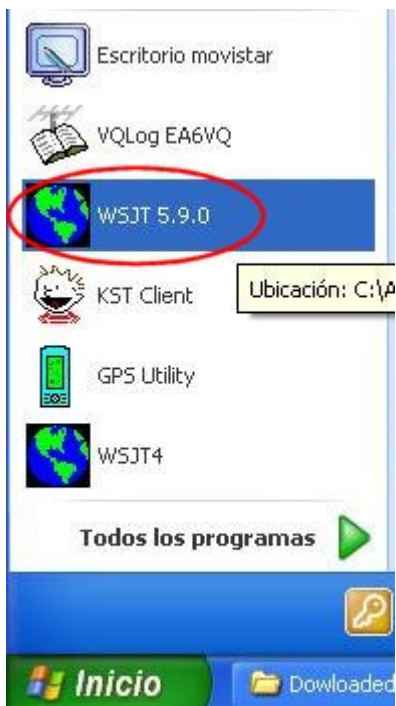 Escritorio movistar
VQLog EA6VQ
WSJT 5.9.0
KST Client
Ubicación: C:\A
GPS Utility
WSJT4
Todos los programas
Inicio
Dowloaded